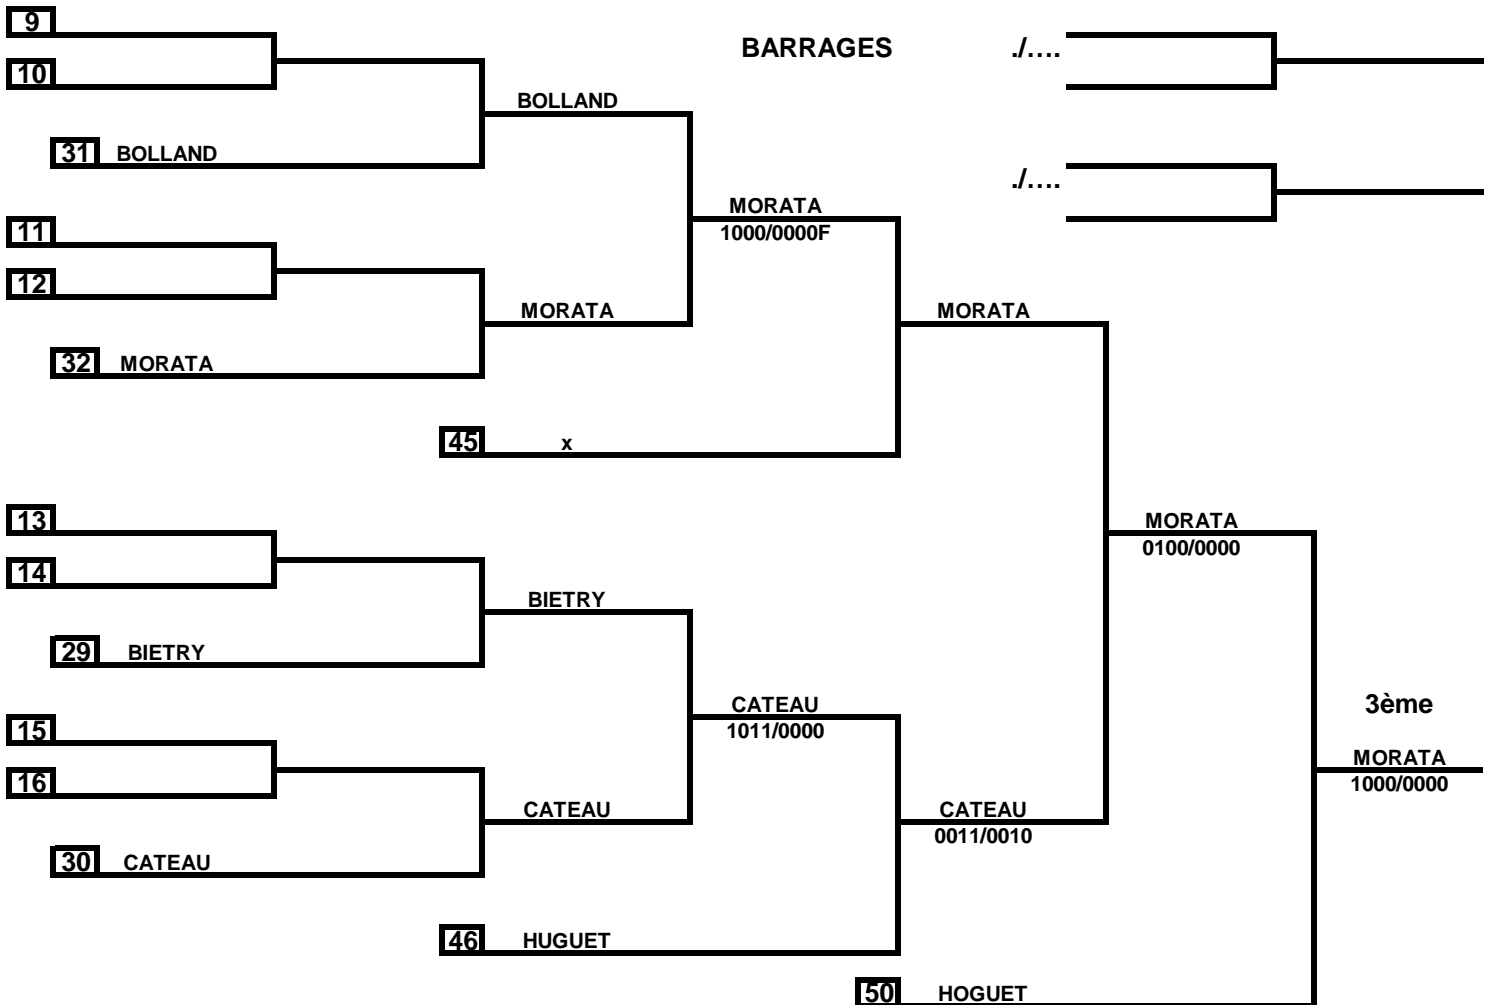 9
BARRAGES ./….
10
BOLLAND
31 BOLLAND
./….
MORATA
11
1000/0000F
12
MORATA
MORATA
32 MORATA
45 x
13
MORATA
0100/0000
14
BIETRY
29 BIETRY
CATEAU
3ème
15
1011/0000
MORATA
16
1000/0000
CATEAU
CATEAU
0011/0010
30 CATEAU
46 HUGUET
50 HOGUET